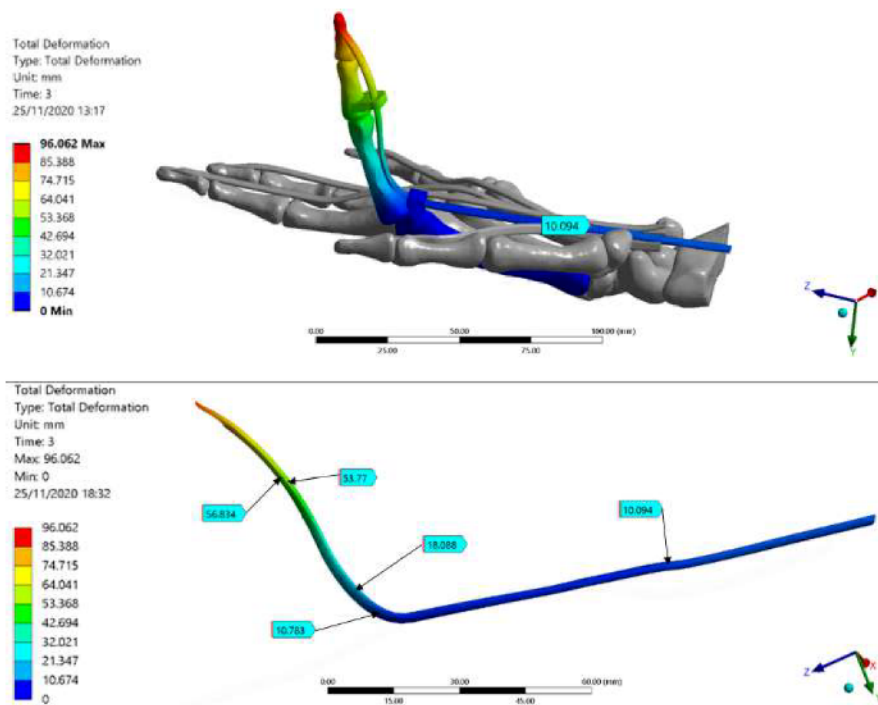 Total Deformation
Type: Total Deformation
Unit: mm
Time: 3
25/11/2020 13:17
96.062 Max
85.388
74.715
64.041
53.368
42.694
32.021
21.347
10.674
0 Min
10.094
Z
Y
0.00 50.00 100.00 (mm)
25.00 75.00
Total Deformation
Type: Total Deformation
Unit: mm
Time: 3
Max: 96.062
Min: 0
25/11/2020 18:32
96.062
85.388
74.715
64.041
53.368
42.694
32.021
21.347
10.674
0
53.77
56.834
10.094
18.088
10.783
Z
X
0.00 30.00 60.00 (mm)
15.00 45.00